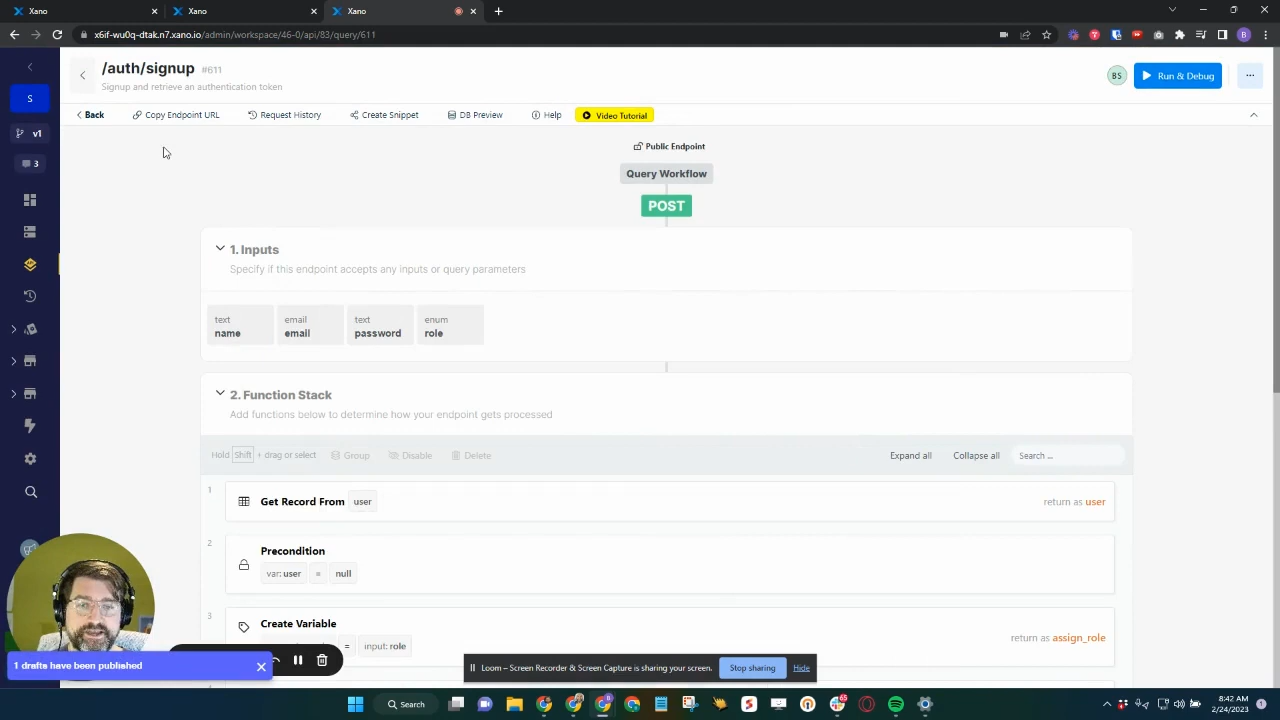 Xano
Xano
Xano
x6if-wu0q-dtak.n7.xano.io/admin/workspace/46-0/api/83/query/611
B
S
v1
3
/auth/signup #611
Signup and retrieve an authentication token
BS
Run & Debug
Back
Copy Endpoint URL
Request History
Create Snippet
DB Preview
Help
Video Tutorial
Public Endpoint
Query Workflow
POST
1. Inputs
Specify if this endpoint accepts any inputs or query parameters
text
name
email
email
text
password
enum
role
2. Function Stack
Add functions below to determine how your endpoint gets processed
Hold Shift + drag or select
Group
Disable
Delete
Expand all
Collapse all
Search ...
1
Get Record From user
return as user
2
Precondition
var: user = null
3
Create Variable
= input: role
return as assign_role
1 drafts have been published
Loom – Screen Recorder & Screen Capture is sharing your screen.
Stop sharing
Hide
Search
65
8:42 AM
2/24/2023